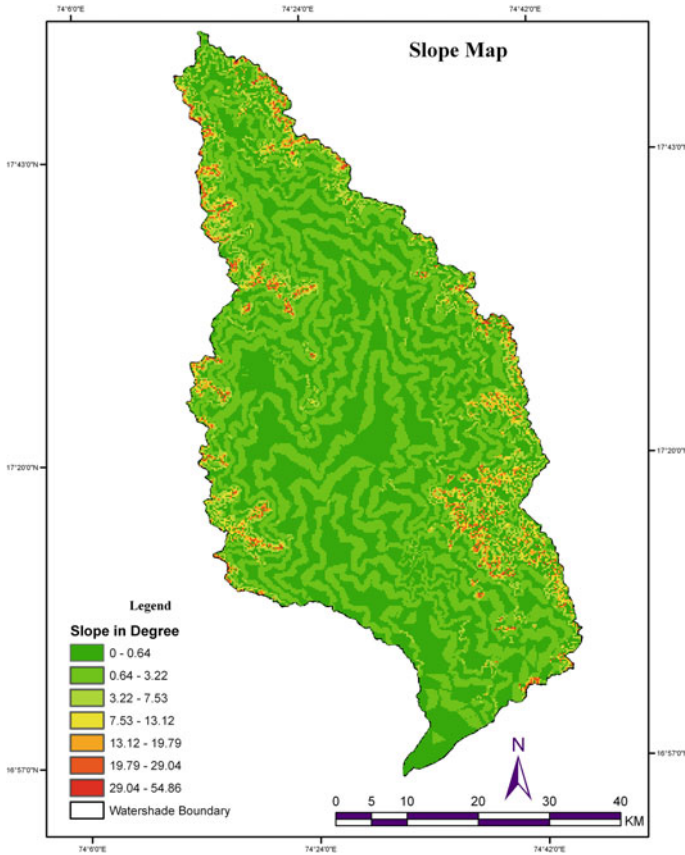 74°6'0"E 74°24'0"E 74°42'0"E
Slope Map
17°43'0"N 17°43'0"N
17°20'0"N 17°20'0"N
16°57'0"N 16°57'0"N
Legend
Slope in Degree
0 - 0.64
0.64 - 3.22
3.22 - 7.53
7.53 - 13.12
13.12 - 19.79
19.79 - 29.04
29.04 - 54.86
Watershade Boundary
N
0 5 10 20 30 40
KM
74°6'0"E 74°24'0"E 74°42'0"E